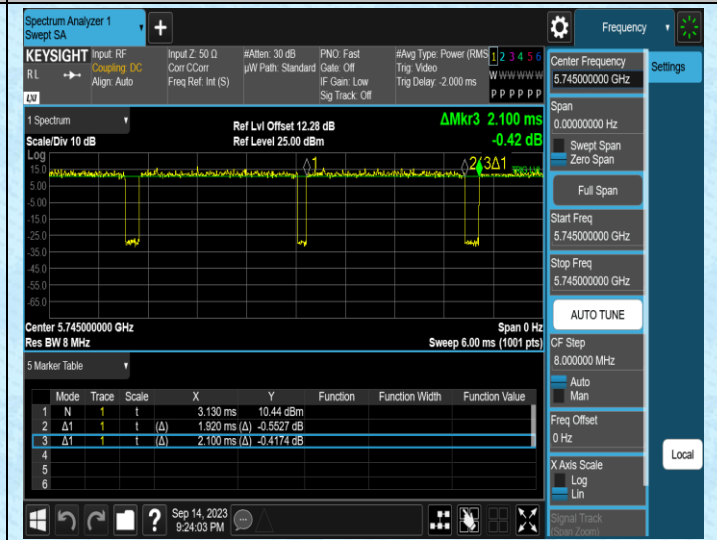 Spectrum Analyzer 1
Swept SA
+
Frequency
KEYSIGHT
RL
LXI
Input: RF
Coupling: DC
Align: Auto
Input Z: 50 Ω
Corr CCorr
Freq Ref: Int (S)
#Atten: 30 dB
µW Path: Standard
PNO: Fast
Gate: Off
IF Gain: Low
Sig Track: Off
#Avg Type: Power (RMS
Trig: Video
Trig Delay: -2.000 ms
1 2 3 4 5 6
W W W W W W
P P P P P P
1 Spectrum
Scale/Div 10 dB
Ref Lvl Offset 12.28 dB
Ref Level 25.00 dBm
ΔMkr3 2.100 ms
-0.42 dB
Log
15.0
5.00
-5.00
-15.0
-25.0
-35.0
-45.0
-55.0
-65.0
1
3Δ1
Center 5.745000000 GHz
Res BW 8 MHz
Span 0 Hz
Sweep 6.00 ms (1001 pts)
5 Marker Table
Mode Trace Scale X Y Function Function Width Function Value
1 N 1 t 3.130 ms 10.44 dBm
2 Δ1 1 t (Δ) 1.920 ms (Δ) -0.5527 dB
3 Δ1 1 t (Δ) 2.100 ms (Δ) -0.4174 dB
4
5
6
Center Frequency
5.745000000 GHz
Settings
Span
0.00000000 Hz
Swept Span
Zero Span
Full Span
Start Freq
5.745000000 GHz
Stop Freq
5.745000000 GHz
AUTO TUNE
CF Step
8.000000 MHz
Auto
Man
Freq Offset
0 Hz
X Axis Scale
Log
Lin
Signal Track
(Span Zoom)
Local
?
Sep 14, 2023
9:24:03 PM